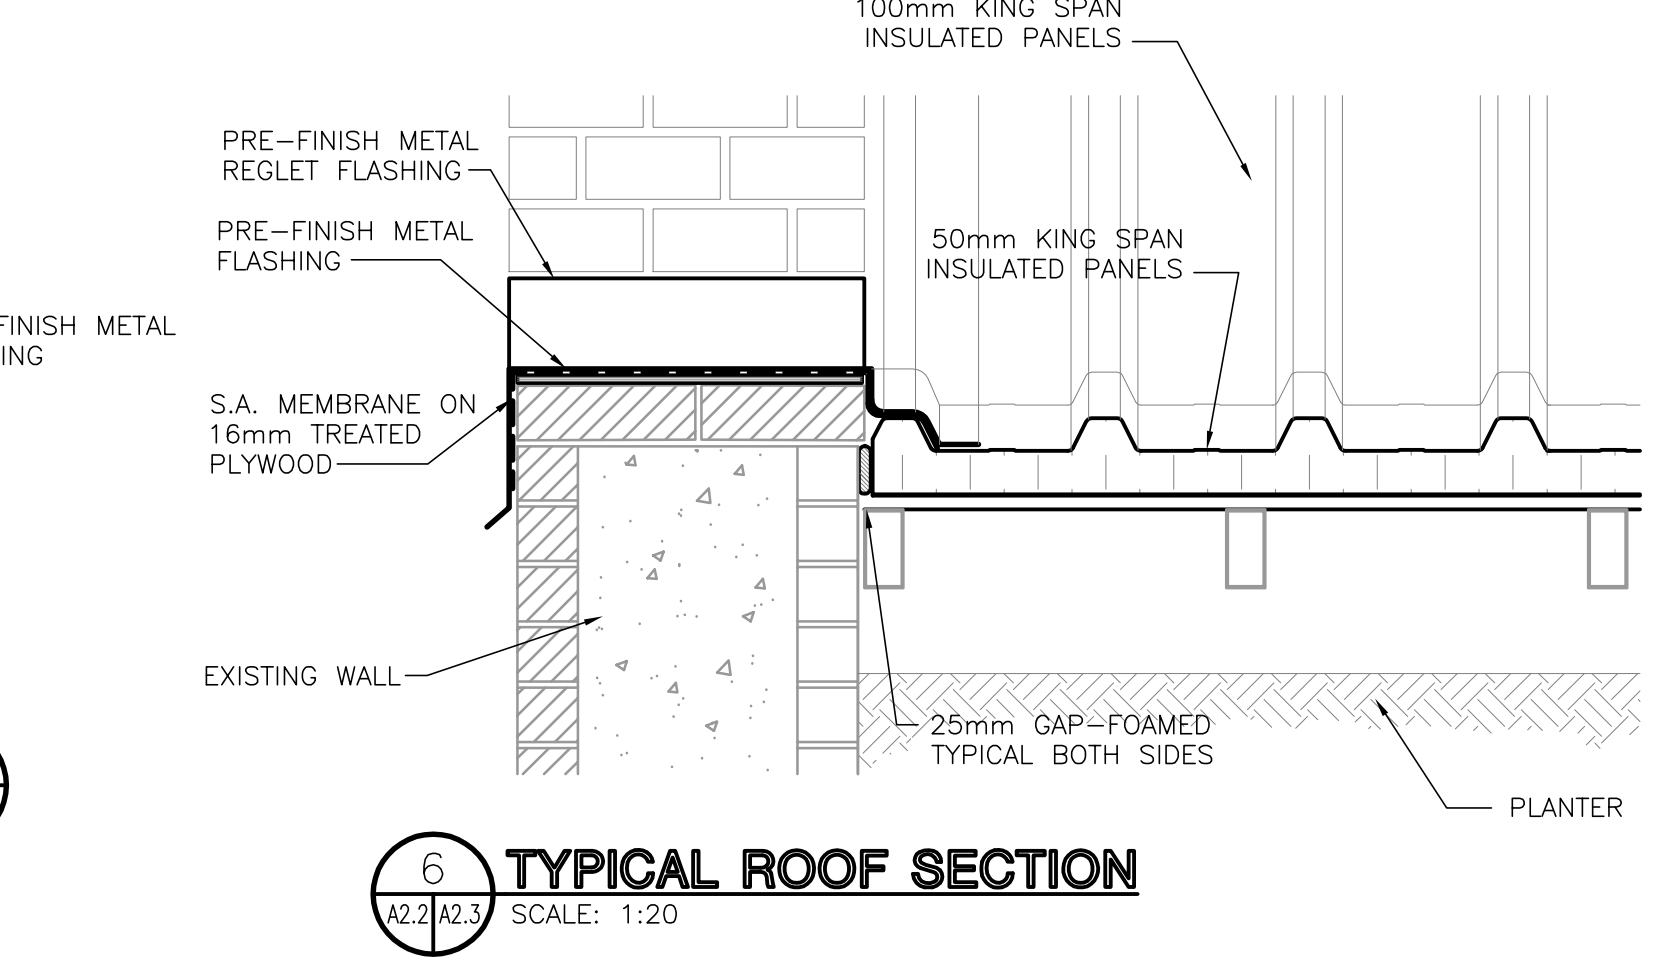 100mm KING SPAN
INSULATED PANELS
PRE-FINISH METAL
REGLET FLASHING
PRE-FINISH METAL
FLASHING
50mm KING SPAN
INSULATED PANELS
FINISH METAL
ING
S.A. MEMBRANE ON
16mm TREATED
PLYWOOD
EXISTING WALL
25mm GAP-FOAMED
TYPICAL BOTH SIDES
PLANTER
6
TYPICAL ROOF SECTION
A2.2 A2.3
SCALE: 1:20